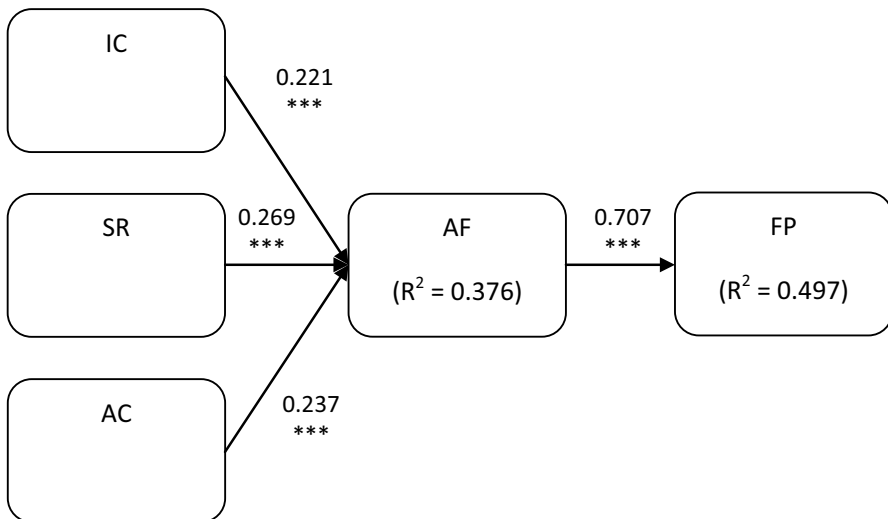 IC
0.221
***
SR
0.269
***
AF
(R² = 0.376)
0.707
***
FP
(R² = 0.497)
AC
0.237
***